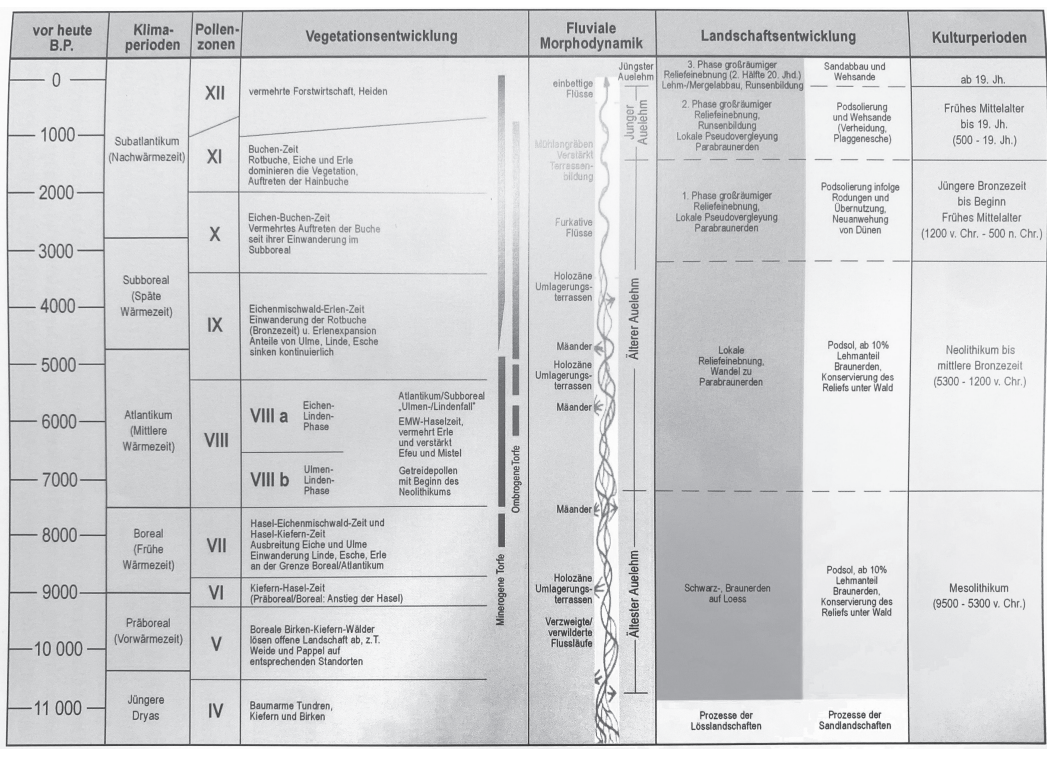 vor heute
B.P.
Klima-
perioden
Pollen-
zonen
Vegetationsentwicklung
Fluviale
Morphodynamik
Landschaftsentwicklung
Kulturperioden
0
1000
2000
3000
4000
5000
6000
7000
8000
9000
10 000
11 000
Subatlantikum
(Nachwärmezeit)
Subboreal
(Späte
Wärmezeit)
Atlantikum
(Mittlere
Wärmezeit)
Boreal
(Frühe
Wärmezeit)
Präboreal
(Vorwärmezeit)
Jüngere
Dryas
XII
XI
X
IX
VIII
VII
VI
V
IV
vermehrte Forstwirtschaft, Heiden
Buchen-Zeit
Rotbuche, Eiche und Erle
dominieren die Vegetation,
Auftreten der Hainbuche
Eichen-Buchen-Zeit
Vermehrtes Auftreten der Buche
seit ihrer Einwanderung im
Subboreal
Eichenmischwald-Erlen-Zeit
Einwanderung der Rotbuche
(Bronzezeit) u. Erlenexpansion
Anteile von Ulme, Linde, Esche
sinken kontinuierlich
VIII a
Eichen-
Linden-
Phase
Atlantikum/Subboreal
„Ulmen-/Lindenfall"
EMW-Haselzeit,
vermehrt Erle
und verstärkt
Efeu und Mistel
VIII b
Ulmen-
Linden-
Phase
Getreidepollen
mit Beginn des
Neolithikums
Hasel-Eichenmischwald-Zeit und
Hasel-Kiefern-Zeit
Ausbreitung Eiche und Ulme
Einwanderung Linde, Esche, Erle
an der Grenze Boreal/Atlantikum
Kiefern-Hasel-Zeit
(Präboreal/Boreal: Anstieg der Hasel)
Boreale Birken-Kiefern-Wälder
lösen offene Landschaft ab, z.T.
Weide und Pappel auf
entsprechenden Standorten
Baumarme Tundren,
Kiefern und Birken
Minerogene Torfe
Ombrogene Torfe
einbettige
Flüsse
Mühlengräben
Verstärkt
Terrassen-
bildung
Furkative
Flüsse
Holozäne
Umlagerungs-
terrassen
Mäander
Holozäne
Umlagerungs-
terrassen
Mäander
Mäander
Holozäne
Umlagerungs-
terrassen
Verzweigte/
verwilderte
Flussläufe
Jüngster
Auelehm
Junger
Auelehm
Älterer Auelehm
Ältester Auelehm
3. Phase großräumiger
Reliefeinebnung (2. Hälfte 20. Jhd.)
Lehm-/Mergelabbau, Runsenbildung
2. Phase großräumiger
Reliefeinebnung,
Runsenbildung
Lokale Pseudovergleyung
Parabraunerden
1. Phase großräumiger
Reliefeinebnung,
Lokale Pseudovergleyung
Parabraunerden
Lokale
Reliefeinebnung,
Wandel zu
Parabraunerden
Schwarz-, Braunerden
auf Loess
Prozesse der
Lösslandschaften
Sandabbau und
Wehsande
Podsolierung
und Wehsande
(Verheidung,
Plaggenesche)
Podsolierung infolge
Rodungen und
Übernutzung,
Neuanwehung
von Dünen
Podsol, ab 10%
Lehmanteil
Braunerden,
Konservierung des
Reliefs unter Wald
Podsol, ab 10%
Lehmanteil
Braunerden,
Konservierung des
Reliefs unter Wald
Prozesse der
Sandlandschaften
ab 19. Jh.
Frühes Mittelalter
bis 19. Jh.
(500 - 19. Jh.)
Jüngere Bronzezeit
bis Beginn
Frühes Mittelalter
(1200 v. Chr. - 500 n. Chr.)
Neolithikum bis
mittlere Bronzezeit
(5300 - 1200 v. Chr.)
Mesolithikum
(9500 - 5300 v. Chr.)